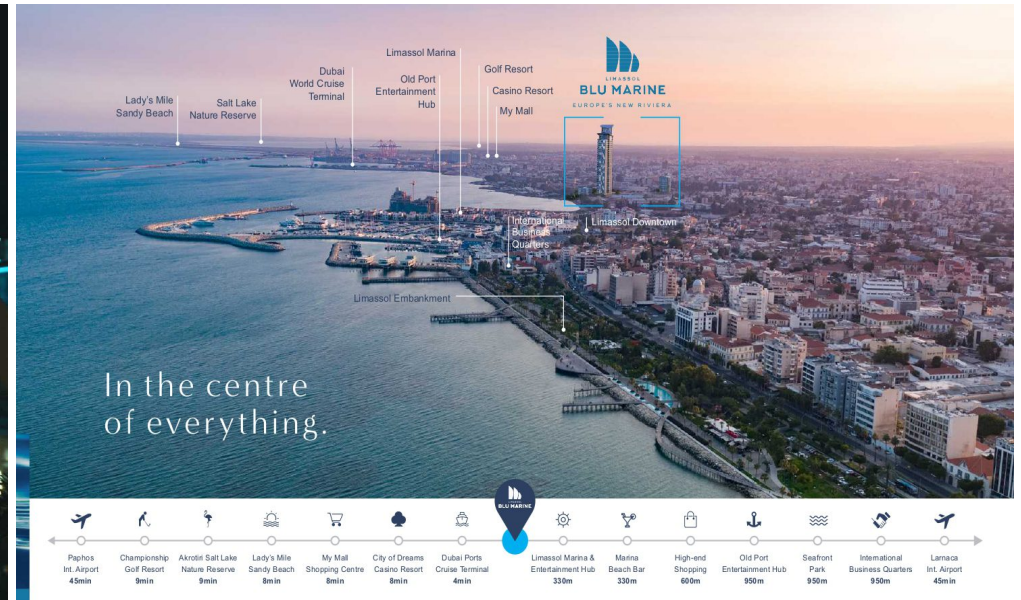 Limassol Marina
Dubai
World Cruise
Terminal
Old Port
Entertainment
Hub
Golf Resort
Casino Resort
My Mall
Lady's Mile
Sandy Beach
Salt Lake
Nature Reserve
LIMASSOL
BLU MARINE
EUROPE'S NEW RIVIERA
International
Business
Quarters
Limassol Downtown
Limassol Embankment
In the centre
of everything.
LIMASSOL
BLU MARINE
Paphos
Int. Airport
45min
Championship
Golf Resort
9min
Akrotiri Salt Lake
Nature Reserve
9min
Lady's Mile
Sandy Beach
8min
My Mall
Shopping Centre
8min
City of Dreams
Casino Resort
8min
Dubai Ports
Cruise Terminal
4min
Limassol Marina &
Entertainment Hub
330m
Marina
Beach Bar
330m
High-end
Shopping
600m
Old Port
Entertainment Hub
950m
Seafront
Park
950m
International
Business Quarters
950m
Larnaca
Int. Airport
45min